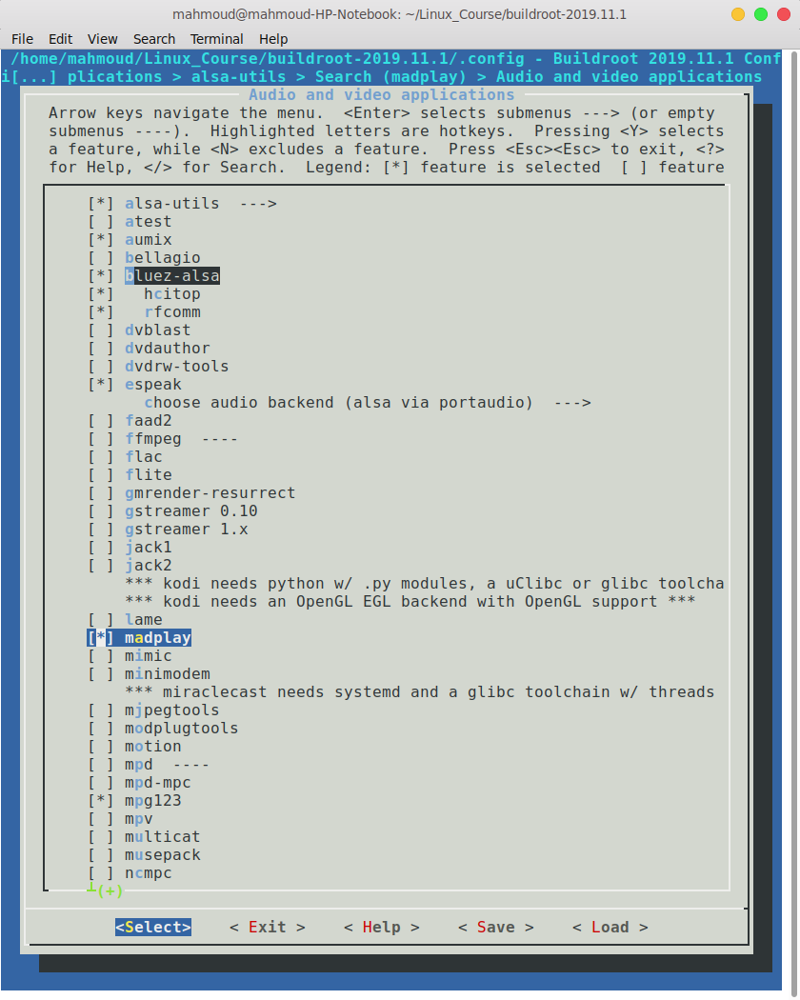 mahmoud@mahmoud-HP-Notebook: ~/Linux_Course/buildroot-2019.11.1
File Edit View Search Terminal Help
/home/mahmoud/Linux_Course/buildroot-2019.11.1/.config - Buildroot 2019.11.1 Conf
i[...] plications > alsa-utils > Search (madplay) > Audio and video applications
Audio and video applications
Arrow keys navigate the menu.  <Enter> selects submenus ---> (or empty
submenus ----).  Highlighted letters are hotkeys.  Pressing <Y> selects
a feature, while <N> excludes a feature.  Press <Esc><Esc> to exit, <?>
for Help, </> for Search.  Legend: [*] feature is selected  [ ] feature
[*] alsa-utils  --->
[ ] atest
[*] aumix
[ ] bellagio
[*] bluez-alsa
[*]   hcitop
[*]   rfcomm
[ ] dvblast
[ ] dvdauthor
[ ] dvdrw-tools
[*] espeak
choose audio backend (alsa via portaudio)  --->
[ ] faad2
[ ] ffmpeg  ----
[ ] flac
[ ] flite
[ ] gmrender-resurrect
[ ] gstreamer 0.10
[ ] gstreamer 1.x
[ ] jack1
[ ] jack2
*** kodi needs python w/ .py modules, a uClibc or glibc toolcha
*** kodi needs an OpenGL EGL backend with OpenGL support ***
[ ] lame
[*] madplay
[ ] mimic
[ ] minimodem
*** miraclecast needs systemd and a glibc toolchain w/ threads
[ ] mjpegtools
[ ] modplugtools
[ ] motion
[ ] mpd  ----
[ ] mpd-mpc
[*] mpg123
[ ] mpv
[ ] multicat
[ ] musepack
[ ] ncmpc
┴(+)
<Select>    < Exit >    < Help >    < Save >    < Load >